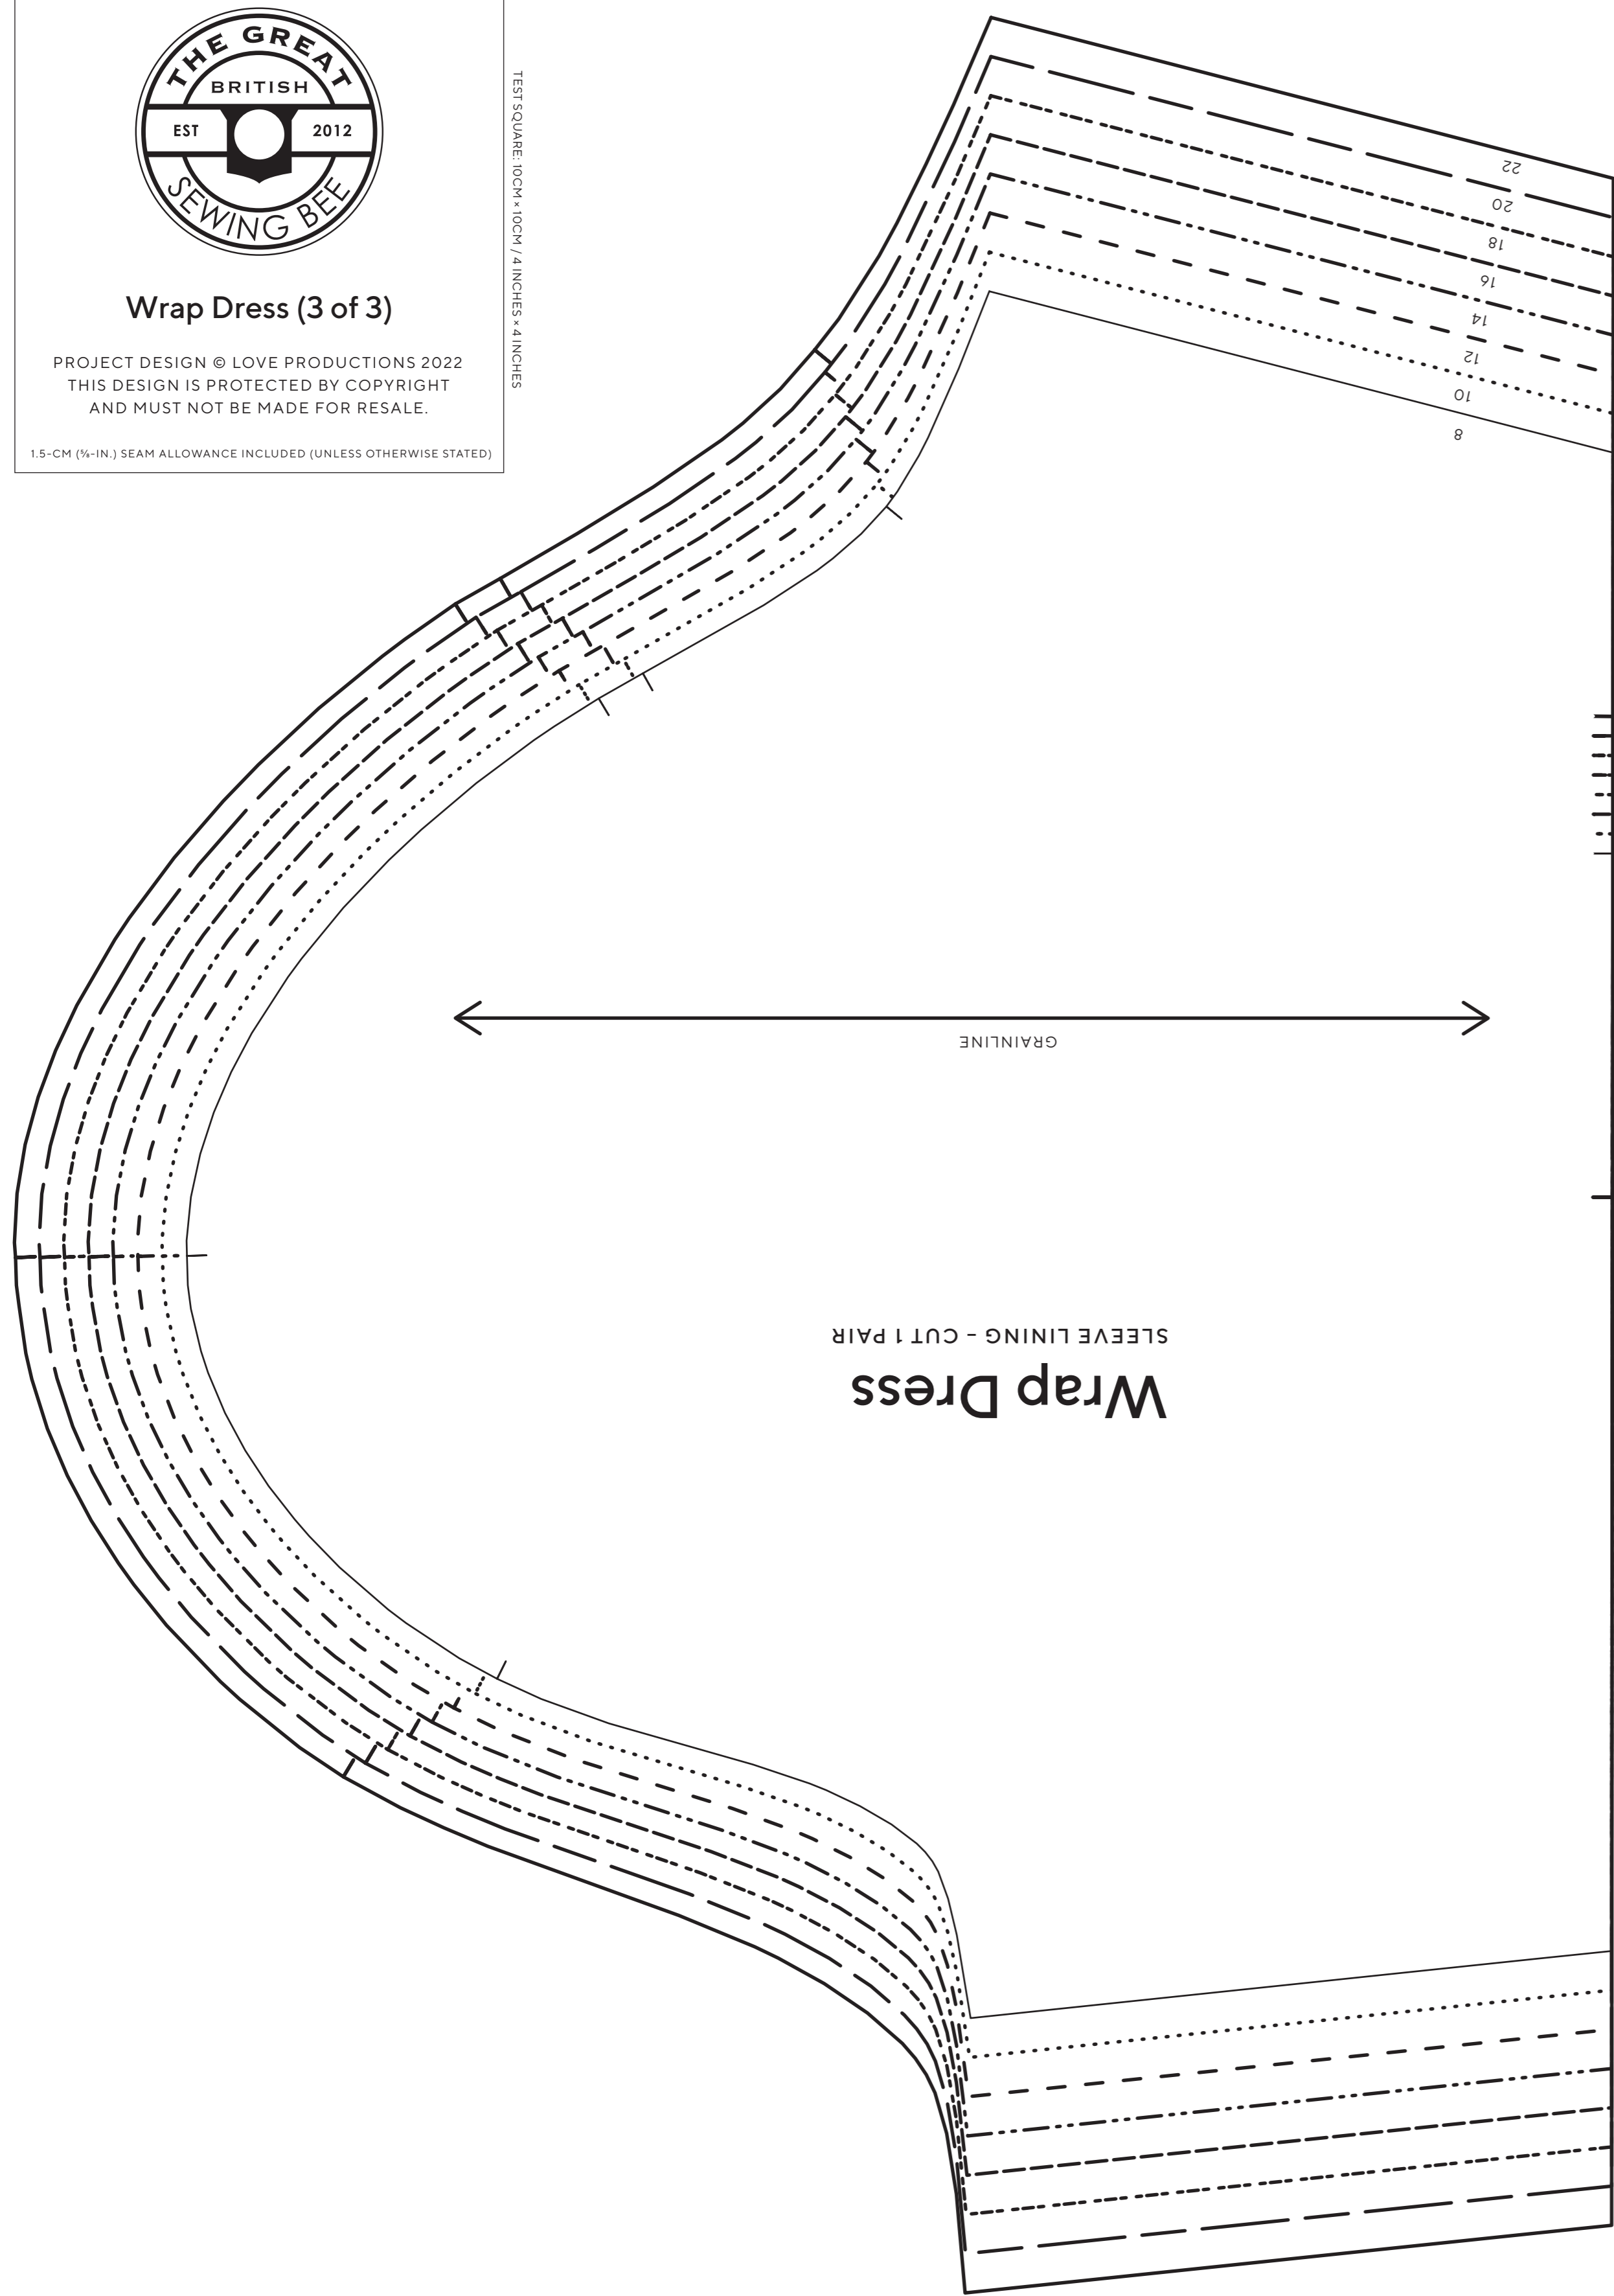 THE GREAT
BRITISH
EST 2012
SEWING BEE
Wrap Dress (3 of 3)
PROJECT DESIGN © LOVE PRODUCTIONS 2022
THIS DESIGN IS PROTECTED BY COPYRIGHT
AND MUST NOT BE MADE FOR RESALE.
1.5-CM (⅝-IN.) SEAM ALLOWANCE INCLUDED (UNLESS OTHERWISE STATED)
TEST SQUARE: 10CM × 10CM / 4 INCHES × 4 INCHES
22
20
18
16
14
12
10
8
GRAINLINE
Wrap Dress
SLEEVE LINING – CUT 1 PAIR